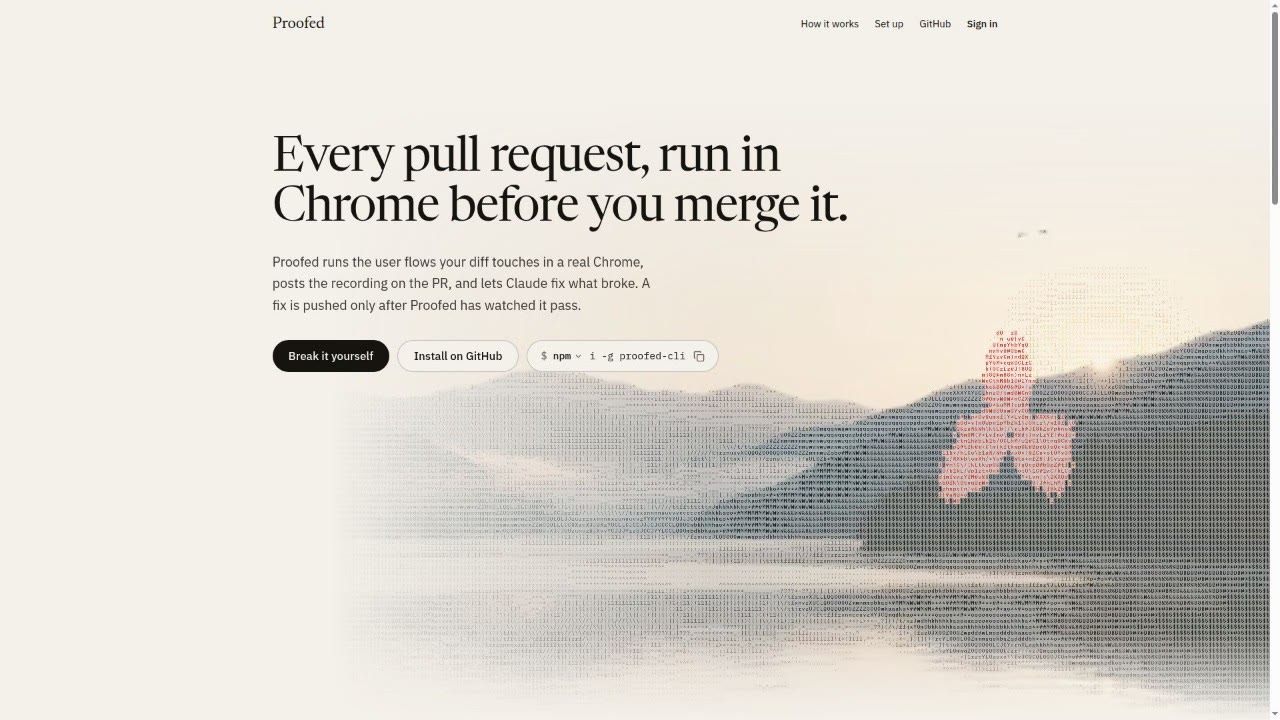 Proofed
How it works
Set up
GitHub
Sign in
Every pull request, run in
Chrome before you merge it.
Proofed runs the user flows your diff touches in a real Chrome,
posts the recording on the PR, and lets Claude fix what broke. A
fix is pushed only after Proofed has watched it pass.
Break it yourself
Install on GitHub
$ npm i -g proofed-cli